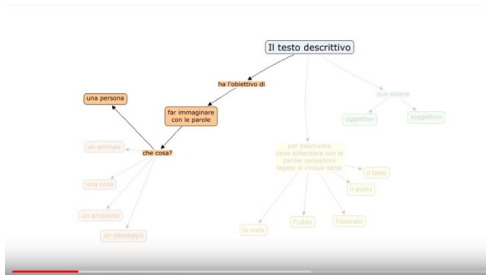 Il testo descrittivo
ha l'obiettivo di
può essere
una persona
far immaginare
con le parole
oggettivo
soggettivo
un animale
che cosa?
per descrivere
devo sollecitare con le
parole sensazioni
legate ai cinque sensi
una cosa
il tatto
il gusto
un ambiente
la vista
l'udito
l'olfatto
un paesaggio